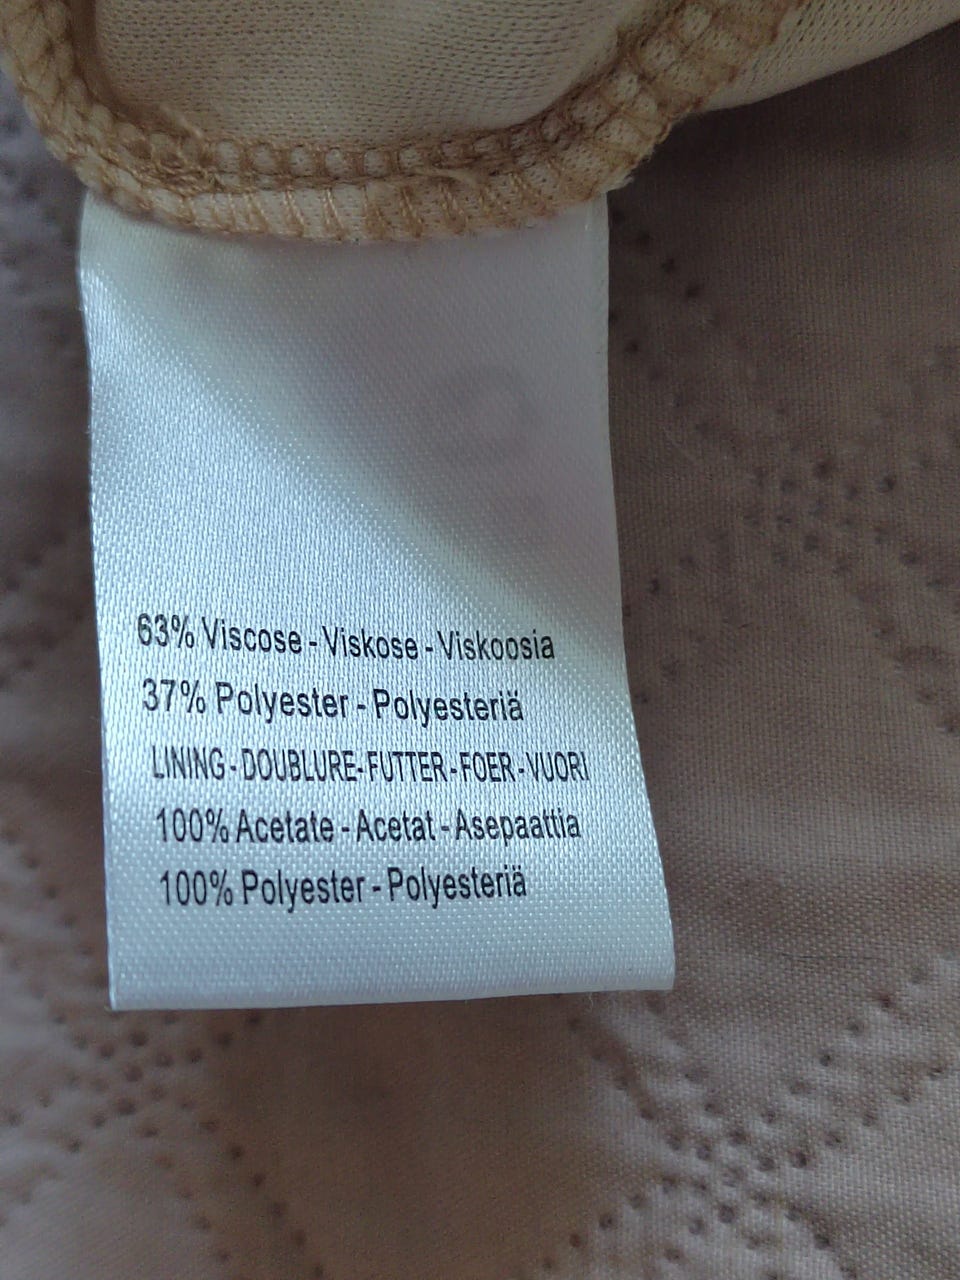 63% Viscose - Viskose - Viskoosia
37% Polyester - Polyesteriä
LINING - DOUBLURE - FUTTER - FOER - VUORI
100% Acetate - Acetat - Asepaattia
100% Polyester - Polyesteriä